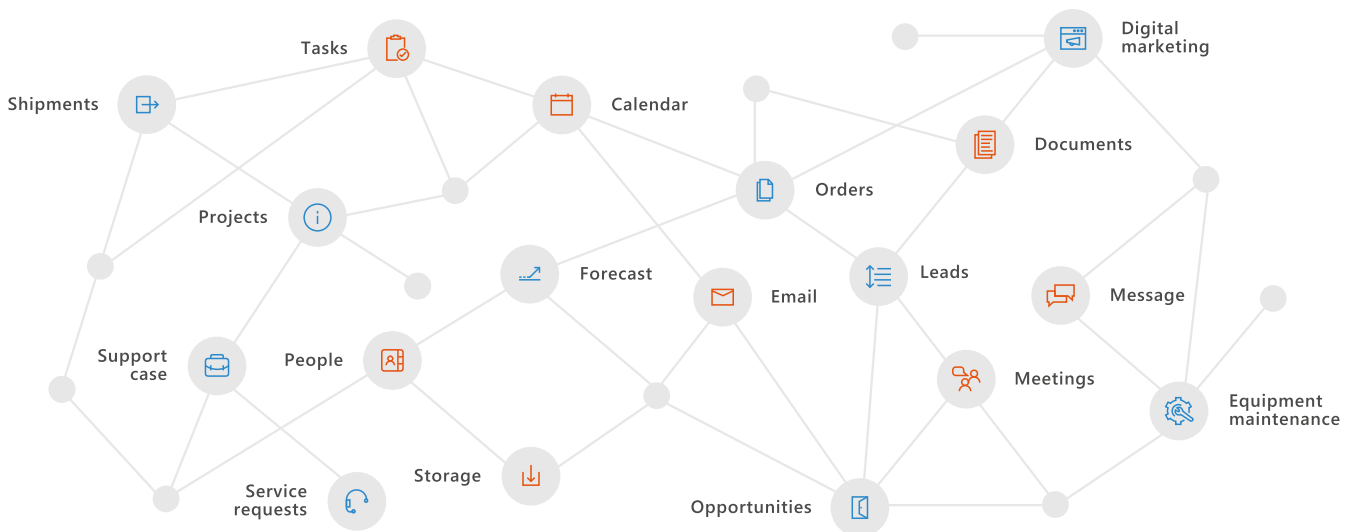 Tasks
Digital
marketing
Shipments
Calendar
Documents
Projects
Orders
Forecast
Leads
Email
Message
Support
case
People
Meetings
Equipment
maintenance
Storage
Service
requests
Opportunities